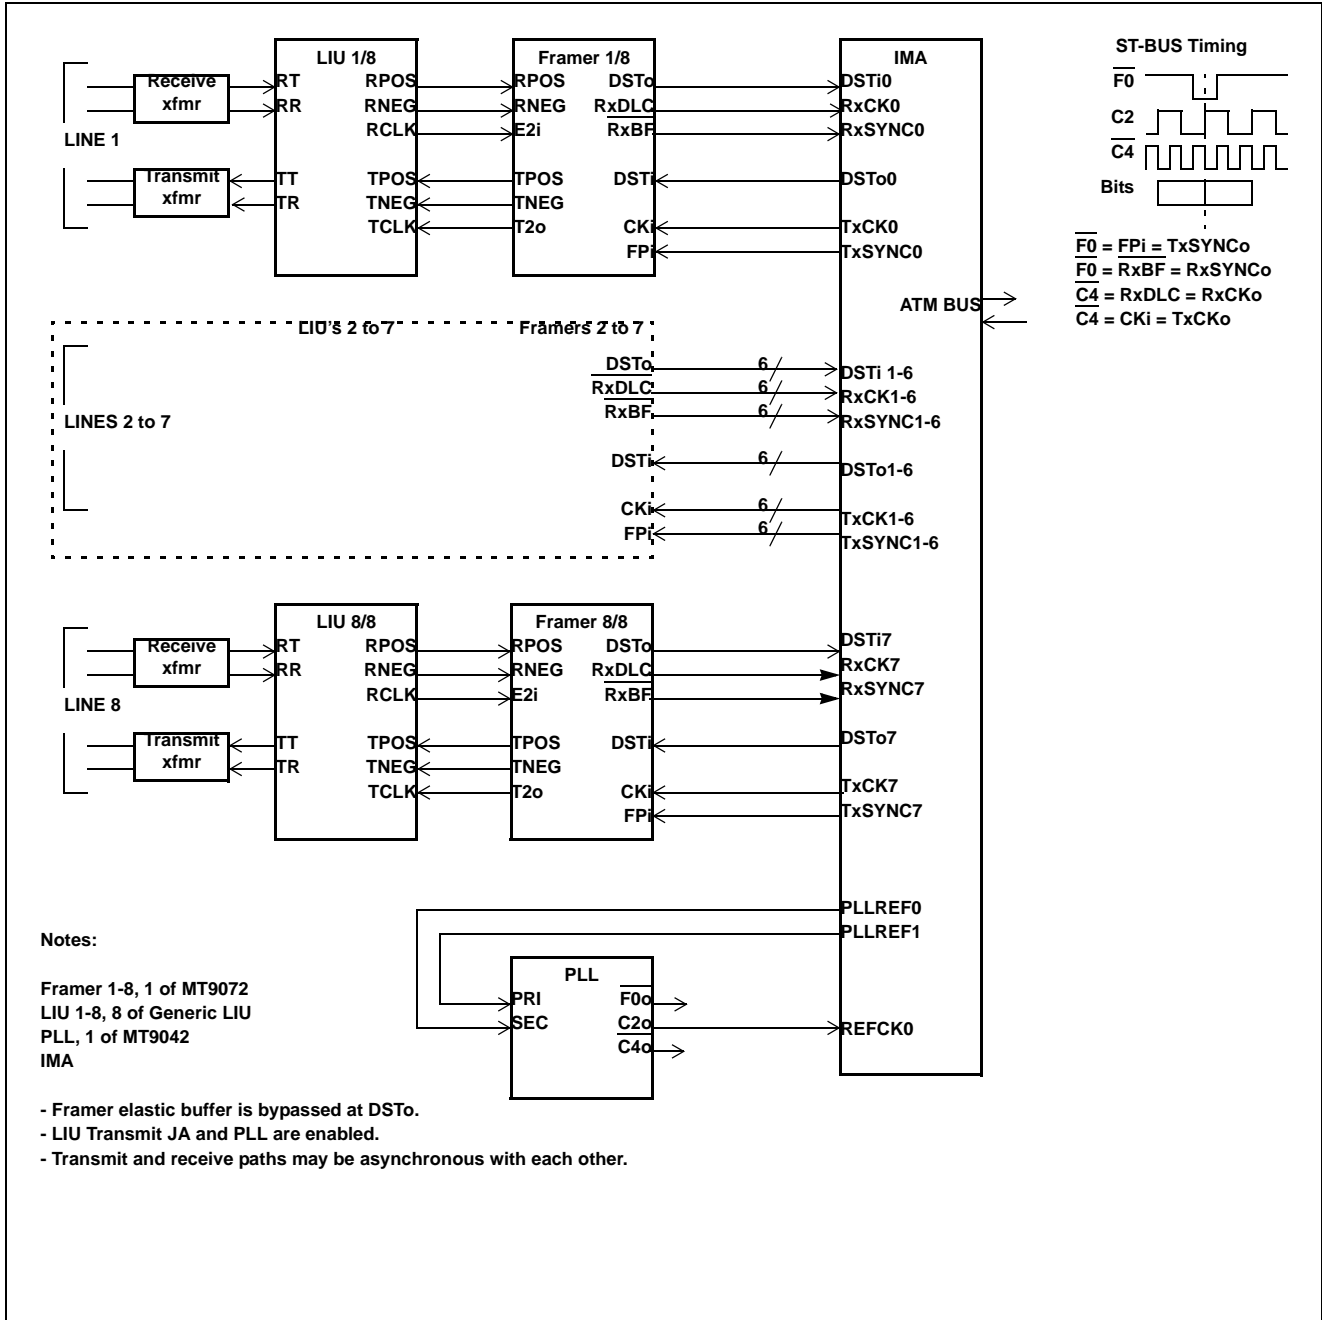 LIU 1/8
Framer 1/8
IMA
ST-BUS Timing
Receive
xfmr
RT
RR
RPOS
RNEG
RCLK
RPOS
RNEG
E2i
DSTo
RxDLC
RxBF
DSTi0
RxCK0
RxSYNC0
F0
C2
C4
Bits
LINE 1
Transmit
xfmr
TT
TR
TPOS
TNEG
TCLK
TPOS
TNEG
T2o
DSTi
CKi
FPi
DSTo0
TxCK0
TxSYNC0
F0 = FPi = TxSYNCo
F0 = RxBF = RxSYNCo
C4 = RxDLC = RxCKo
C4 = CKi = TxCKo
ATM BUS
LIU'S 2 to 7
Framers 2 to 7
LINES 2 to 7
DSTo
RxDLC
RxBF
DSTi
CKi
FPi
6
6
6
6
6
6
DSTi 1-6
RxCK1-6
RxSYNC1-6
DSTo1-6
TxCK1-6
TxSYNC1-6
LIU 8/8
Framer 8/8
Receive
xfmr
RT
RR
RPOS
RNEG
RCLK
RPOS
RNEG
E2i
DSTo
RxDLC
RxBF
DSTi7
RxCK7
RxSYNC7
LINE 8
Transmit
xfmr
TT
TR
TPOS
TNEG
TCLK
TPOS
TNEG
T2o
DSTi
CKi
FPi
DSTo7
TxCK7
TxSYNC7
PLLREF0
PLLREF1
PLL
PRI
SEC
F0o
C2o
C4o
REFCK0
Notes:
Framer 1-8, 1 of MT9072
LIU 1-8, 8 of Generic LIU
PLL, 1 of MT9042
IMA
- Framer elastic buffer is bypassed at DSTo.
- LIU Transmit JA and PLL are enabled.
- Transmit and receive paths may be asynchronous with each other.